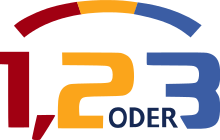 1, 2 ODER 3